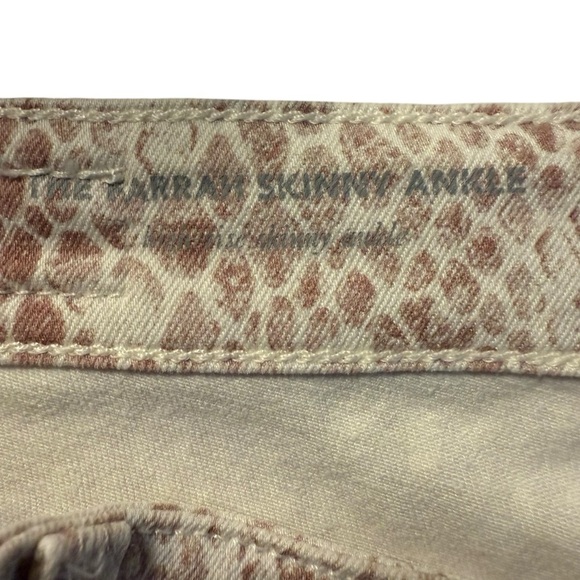 THE FARRAH SKINNY ANKLE
high-rise skinny ankle